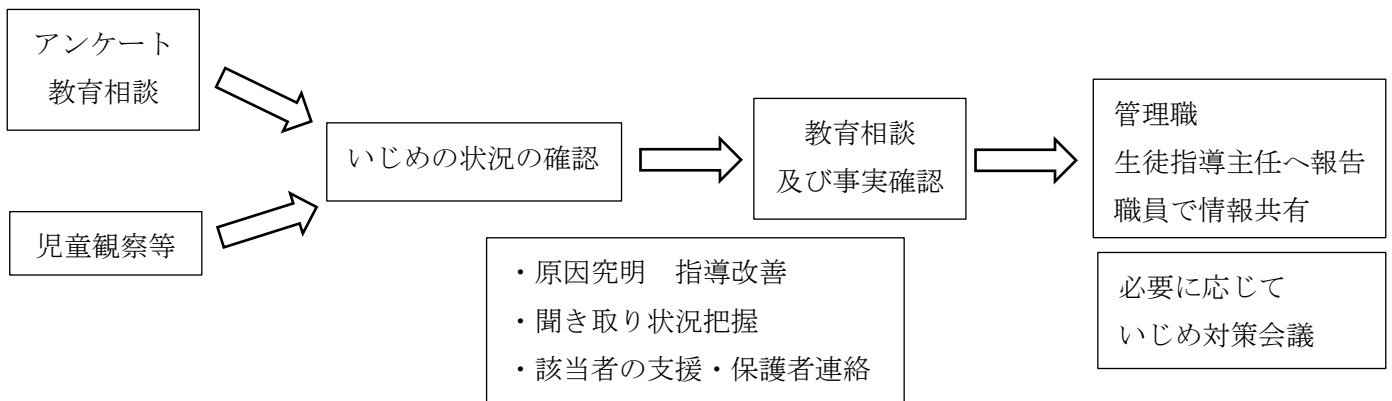 アンケート
教育相談
児童観察等
いじめの状況の確認
教育相談
及び事実確認
・原因究明　指導改善
・聞き取り状況把握
・該当者の支援・保護者連絡
管理職
生徒指導主任へ報告
職員で情報共有
必要に応じて
いじめ対策会議